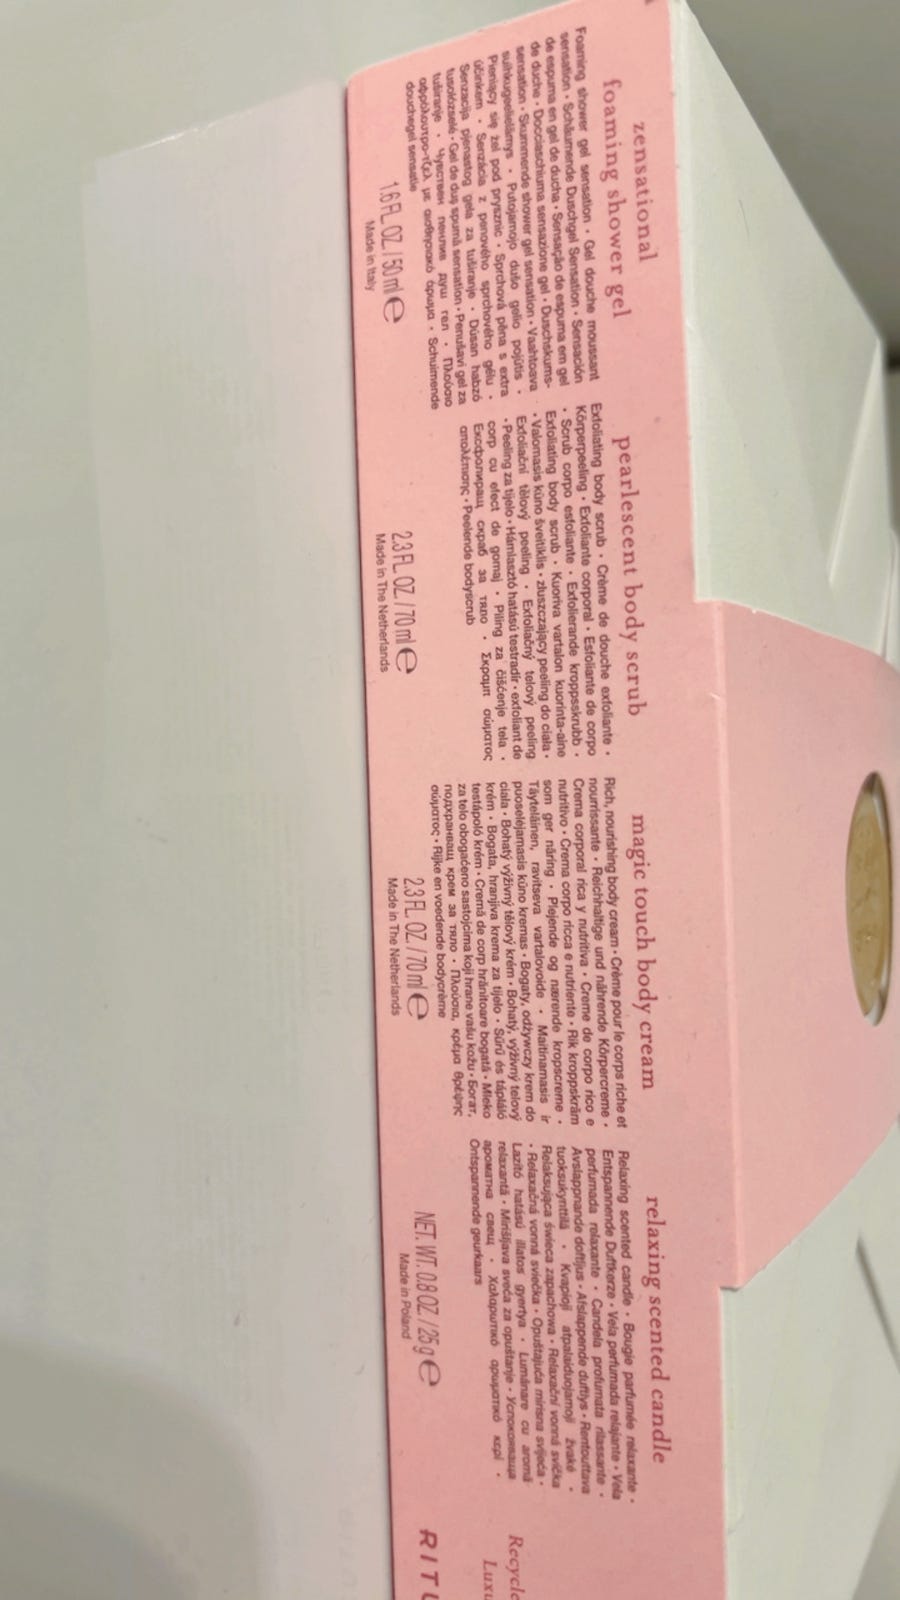 zensational
foaming shower gel
Foaming shower gel sensation • Gel douche moussant
sensation • Schäumende Duschgel Sensation • Sensación
de espuma en gel de ducha • Sensação de espuma em gel
de duche • Docciaschiuma sensazione gel • Duschskums-
sensation • Skummende shower gel sensation • Vaahtoava
suihkugeelielämys • Putojamojo dušo gelio pojūtis •
Pieniący się żel pod prysznic • Sprchová pěna s extra
účinkem • Senzácia z penového sprchového gélu •
Senzacija pjenastog gela za tuširanje • Dúsan habzó
tusolózselé • Gel de duș spumă sensation • Penušavi gel za
tuširanje • Чувствен пенлив душ гел • Πλούσιο
αφρόλουτρο-τζελ με αισθησιακό άρωμα • Schuimende
douchegel sensatie
1.6 FL. OZ. / 50 ml ℮
Made in Italy
pearlescent body scrub
Exfoliating body scrub • Crème de douche exfoliante •
Körperpeeling • Exfoliante corporal • Esfoliante de corpo
• Scrub corpo esfoliante • Exfolierande kroppsskrubb •
Exfoliating body scrub • Kuoriva vartalon kuorinta-aine
• Valomasis kūno šveitiklis • złuszczający peeling do ciała •
Exfoliační tělový peeling • Exfoliačný telový peeling
• Peeling za tijelo • Hámlasztó hatású testradír • exfoliant de
corp cu efect de gomaj • Piling za čišćenje tela •
Ексфолиращ скраб за тяло • Σκραμπ σώματος
απολέπισης • Peelende bodyscrub
2.3 FL. OZ. / 70 ml ℮
Made in The Netherlands
magic touch body cream
Rich, nourishing body cream • Crème pour le corps riche et
nourrissante • Reichhaltige und nährende Körpercreme •
Crema corporal rica y nutritiva • Creme de corpo rico e
nutritivo • Crema corpo ricca e nutriente • Rik kroppskräm
som ger näring • Plejende og nærende kropscreme •
Täyteläinen, ravitseva vartalovoide • Maitinamasis ir
puoselėjamasis kūno kremas • Bogaty, odżywczy krem do
ciała • Bohatý výživný tělový krém • Bohatý, výživný telový
krém • Bogata, hranjiva krema za tijelo • Sűrű és tápláló
testápoló krém • Cremă de corp hrănitoare bogată • Mleko
za telo obogaćeno sastojcima koji hrane vašu kožu • Богат,
подхранващ крем за тяло • Πλούσια, κρέμα θρέψης
σώματος • Rijke en voedende bodycrème
2.3 FL. OZ. / 70 ml ℮
Made in The Netherlands
relaxing scented candle
Relaxing scented candle • Bougie parfumée relaxante •
Entspannende Duftkerze • Vela perfumada relajante • Vela
perfumada relaxante • Candela profumata rilassante •
Avslappnande doftljus • Afslappende duftlys • Rentouttava
tuoksukynttilä • Kvapioji atpalaiduojamoji žvakė •
Relaksująca świeca zapachowa • Relaxační vonná svíčka
• Relaxačná vonná sviečka • Opuštajuća mirisna svijeća •
Lazító hatású illatos gyertya • Lumânare cu aromă
relaxantă • Mirišljava sveća za opuštanje • Успокояваща
ароматна свещ • Χαλαρωτικό αρωματικό κερί •
Ontspannende geurkaars
NET. WT. 0.8 OZ. / 25 g ℮
Made in Poland